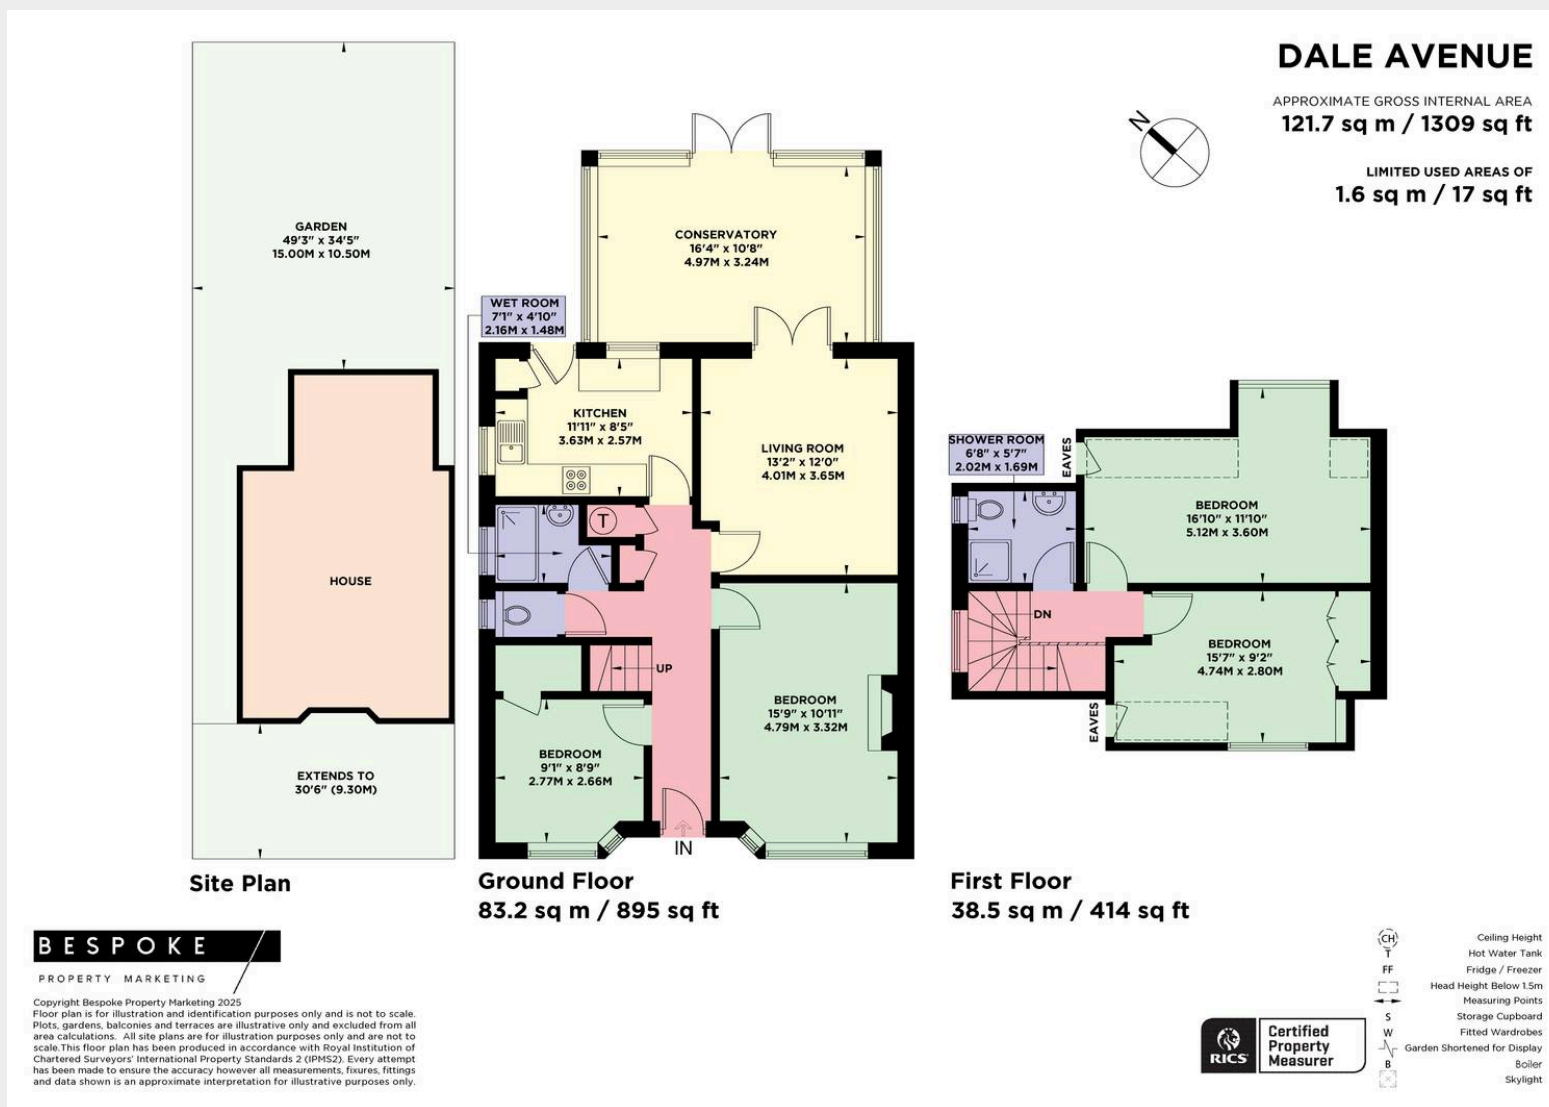 DALE AVENUE
APPROXIMATE GROSS INTERNAL AREA
121.7 sq m / 1309 sq ft
LIMITED USED AREAS OF
1.6 sq m / 17 sq ft
N
GARDEN
49'3" x 34'5"
15.00M x 10.50M
HOUSE
EXTENDS TO
30'6" (9.30M)
Site Plan
CONSERVATORY
16'4" x 10'8"
4.97M x 3.24M
WET ROOM
7'1" x 4'10"
2.16M x 1.48M
KITCHEN
11'11" x 8'5"
3.63M x 2.57M
LIVING ROOM
13'2" x 12'0"
4.01M x 3.65M
T
UP
BEDROOM
15'9" x 10'11"
4.79M x 3.32M
BEDROOM
9'1" x 8'9"
2.77M x 2.66M
IN
Ground Floor
83.2 sq m / 895 sq ft
SHOWER ROOM
6'8" x 5'7"
2.02M x 1.69M
EAVES
BEDROOM
16'10" x 11'10"
5.12M x 3.60M
DN
BEDROOM
15'7" x 9'2"
4.74M x 2.80M
EAVES
First Floor
38.5 sq m / 414 sq ft
BESPOKE
PROPERTY MARKETING
Copyright Bespoke Property Marketing 2025
Floor plan is for illustration and identification purposes only and is not to scale.
Plots, gardens, balconies and terraces are illustrative only and excluded from all
area calculations. All site plans are for illustration purposes only and are not to
scale.This floor plan has been produced in accordance with Royal Institution of
Chartered Surveyors' International Property Standards 2 (IPMS2). Every attempt
has been made to ensure the accuracy however all measurements, fixures, fittings
and data shown is an approximate interpretation for illustrative purposes only.
RICS
Certified
Property
Measurer
CH Ceiling Height
T Hot Water Tank
FF Fridge / Freezer
Head Height Below 1.5m
Measuring Points
S Storage Cupboard
W Fitted Wardrobes
Garden Shortened for Display
B Boiler
Skylight